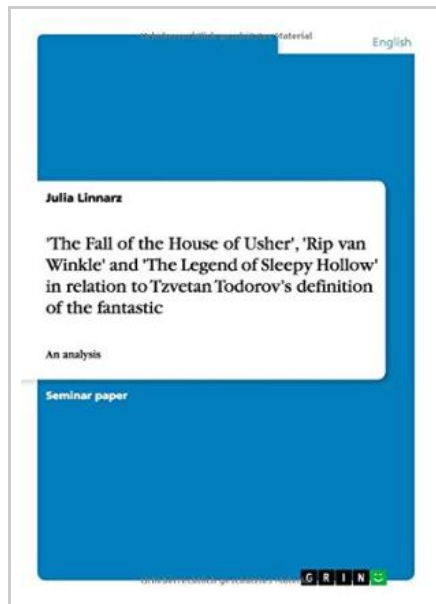 English
Julia Linnarz
'The Fall of the House of Usher', 'Rip van
Winkle' and 'The Legend of Sleepy Hollow'
in relation to Tzvetan Todorov's definition
of the fantastic
An analysis
Seminar paper
GRIN